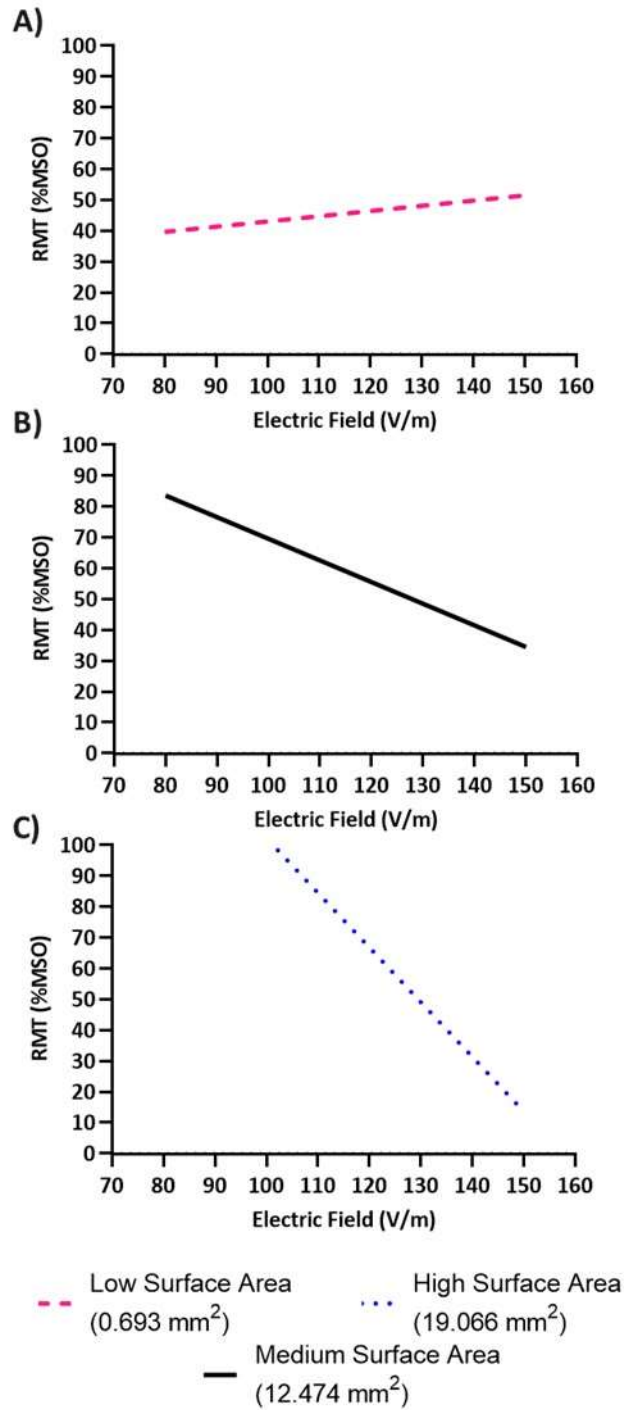 A)
RMT (%MSO)
100
90
80
70
60
50
40
30
20
10
0
70 80 90 100 110 120 130 140 150 160
Electric Field (V/m)
B)
RMT (%MSO)
100
90
80
70
60
50
40
30
20
10
0
70 80 90 100 110 120 130 140 150 160
Electric Field (V/m)
C)
RMT (%MSO)
100
90
80
70
60
50
40
30
20
10
0
70 80 90 100 110 120 130 140 150 160
Electric Field (V/m)
Low Surface Area
(0.693 mm²)
High Surface Area
(19.066 mm²)
Medium Surface Area
(12.474 mm²)